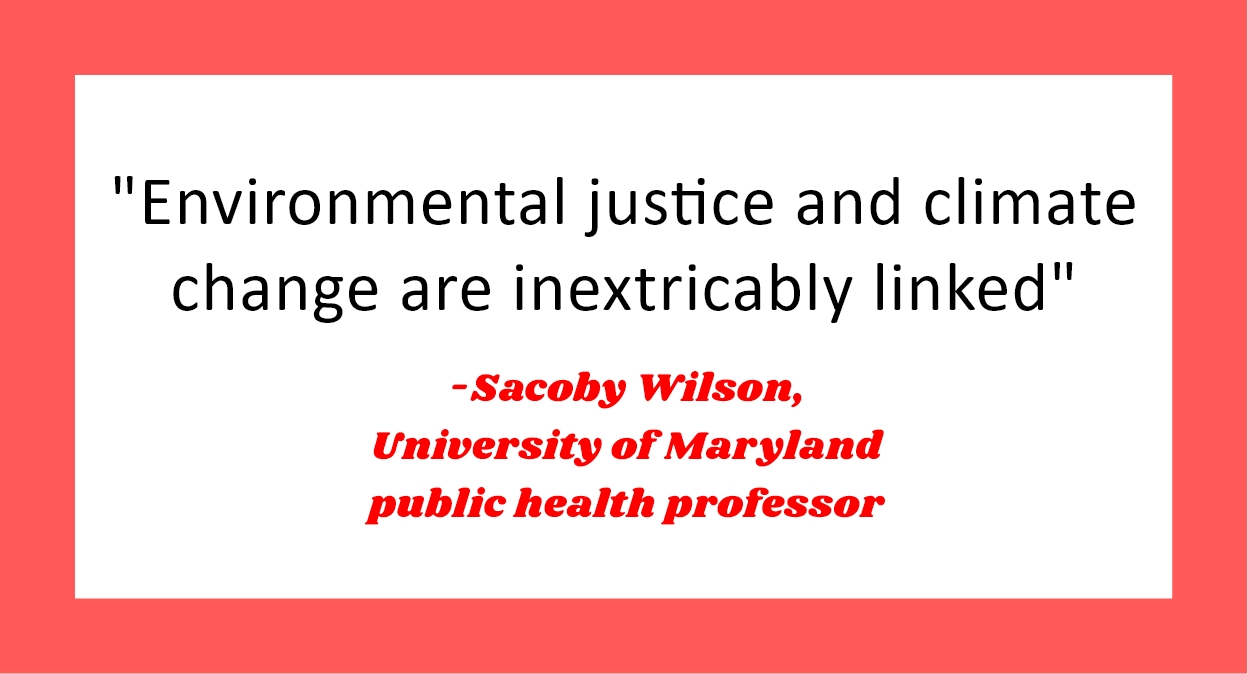 "Environmental justice and climate
change are inextricably linked"
-Sacoby Wilson,
University of Maryland
public health professor